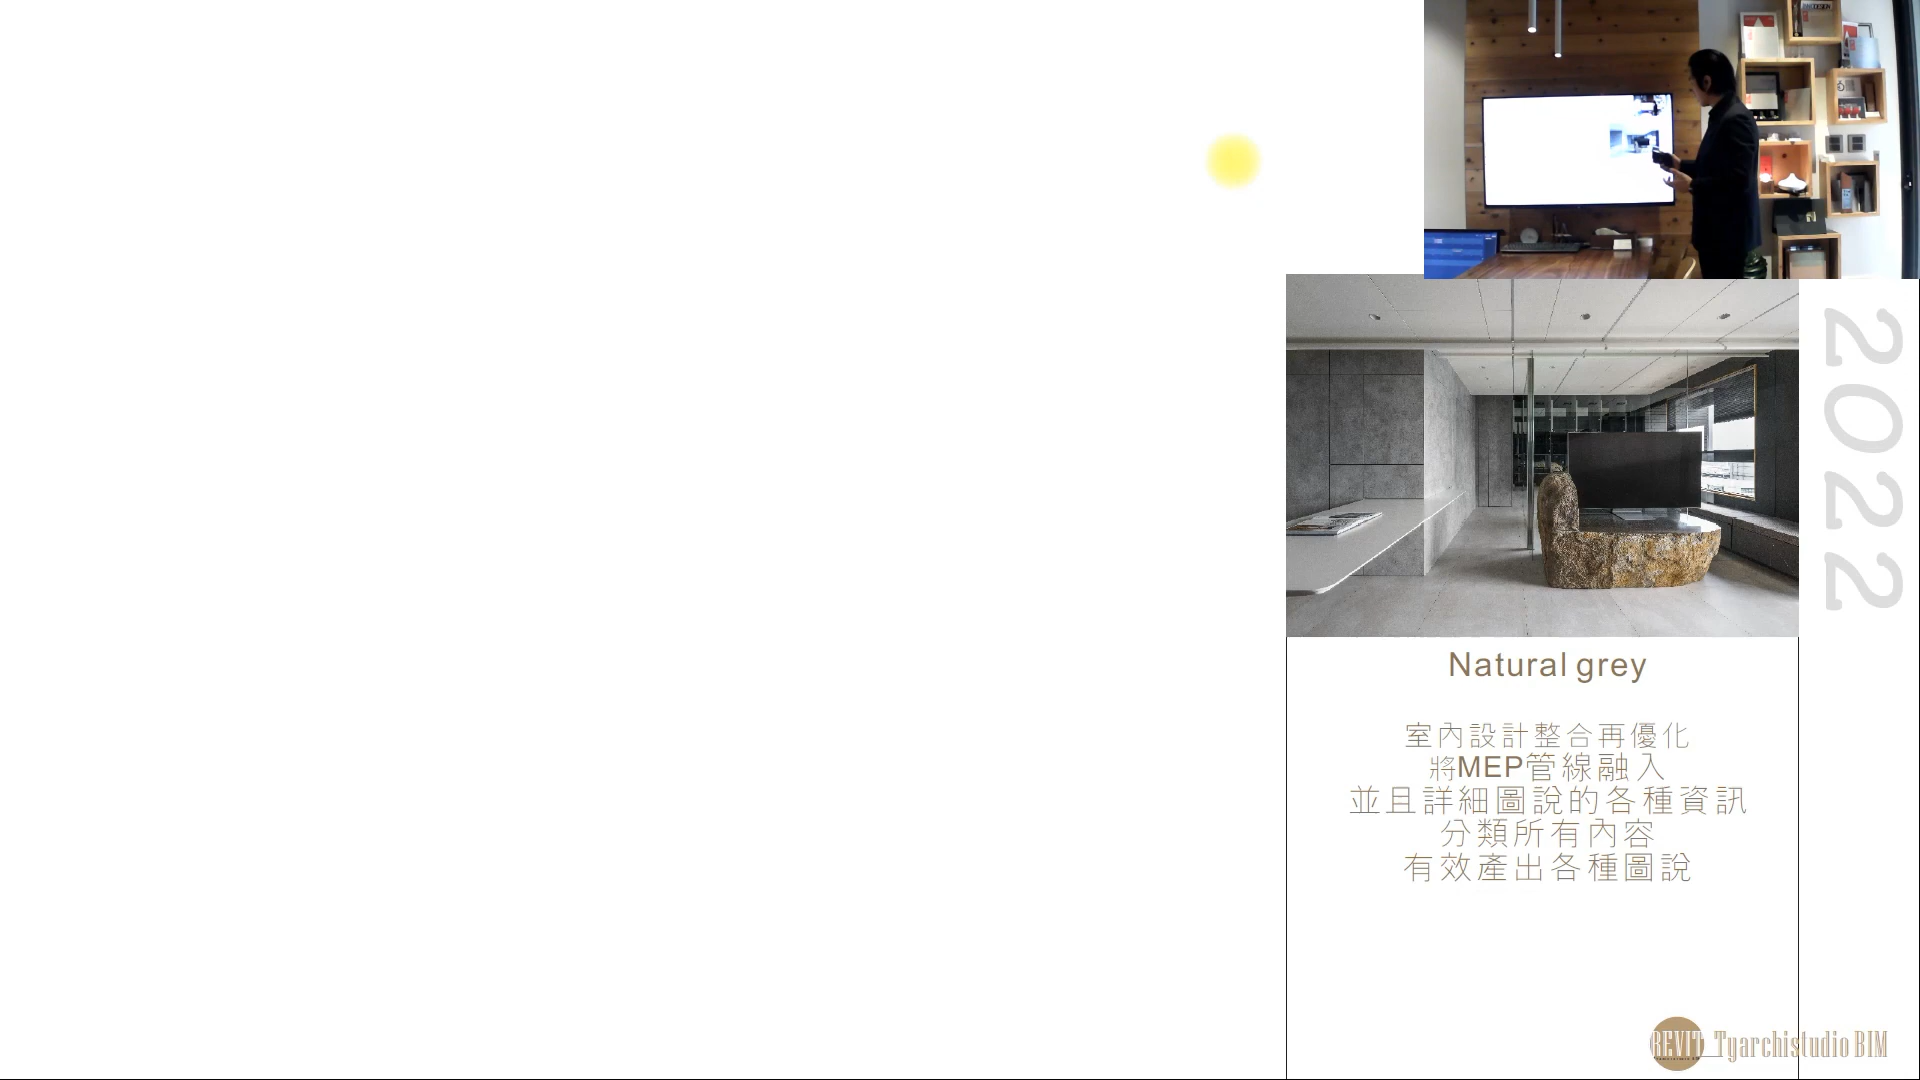 2022
Natural grey
室內設計整合再優化
將MEP管線融入
並且詳細圖說的各種資訊
分類所有內容
有效產出各種圖說
REVIT Tyarchistudio BIM